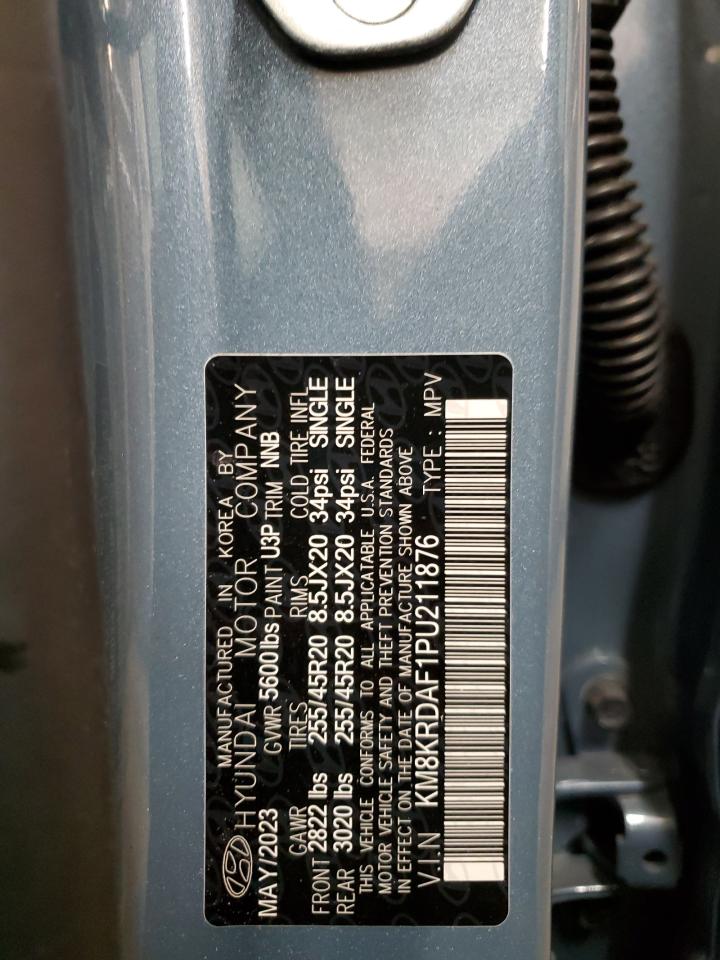 MANUFACTURED IN KOREA BY
HYUNDAI MOTOR COMPANY
MAY/2023 GVWR 5600lbs PAINT U3P TRIM NNB
GAWR TIRES RIMS COLD TIRE INFL
FRONT 2822 lbs 255/45R20 8.5JX20 34psi SINGLE
REAR 3020 lbs 255/45R20 8.5JX20 34psi SINGLE
THIS VEHICLE CONFORMS TO ALL APPLICATABLE U.S.A. FEDERAL
MOTOR VEHICLE SAFETY AND THEFT PREVENTION STANDARDS
IN EFFECT ON THE DATE OF MANUFACTURE SHOWN ABOVE
V.I.N KM8KRDAF1PU211876 TYPE : MPV